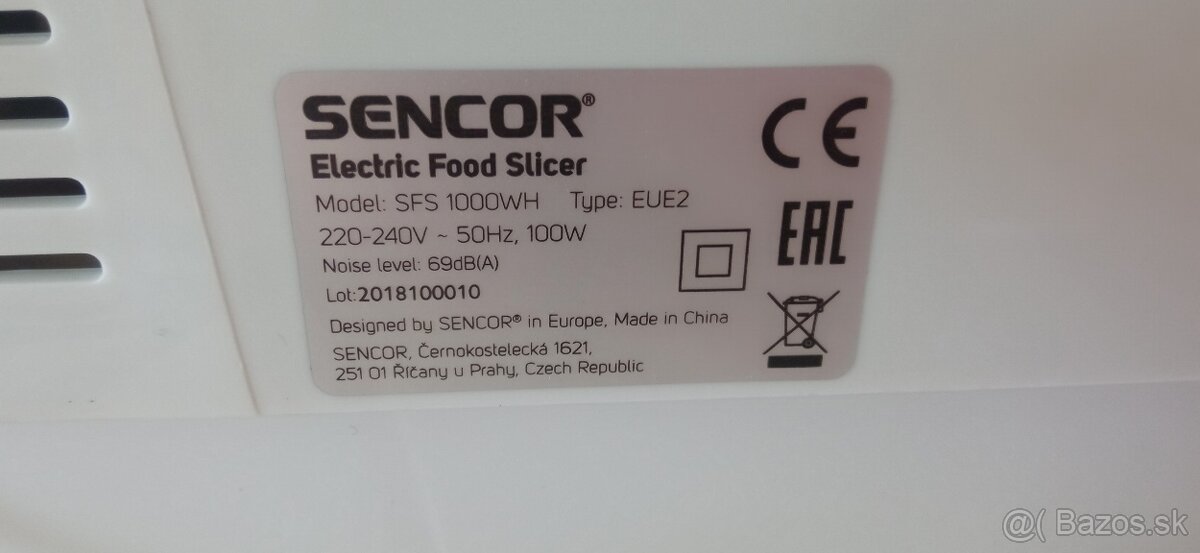 SENCOR®
Electric Food Slicer
Model: SFS 1000WH Type: EUE2
220-240V ~ 50Hz, 100W
Noise level: 69dB(A)
Lot: 2018100010
Designed by SENCOR® in Europe, Made in China
SENCOR, Černokostelecká 1621,
251 01 Říčany u Prahy, Czech Republic
CE
EAC
@( Bazos.sk